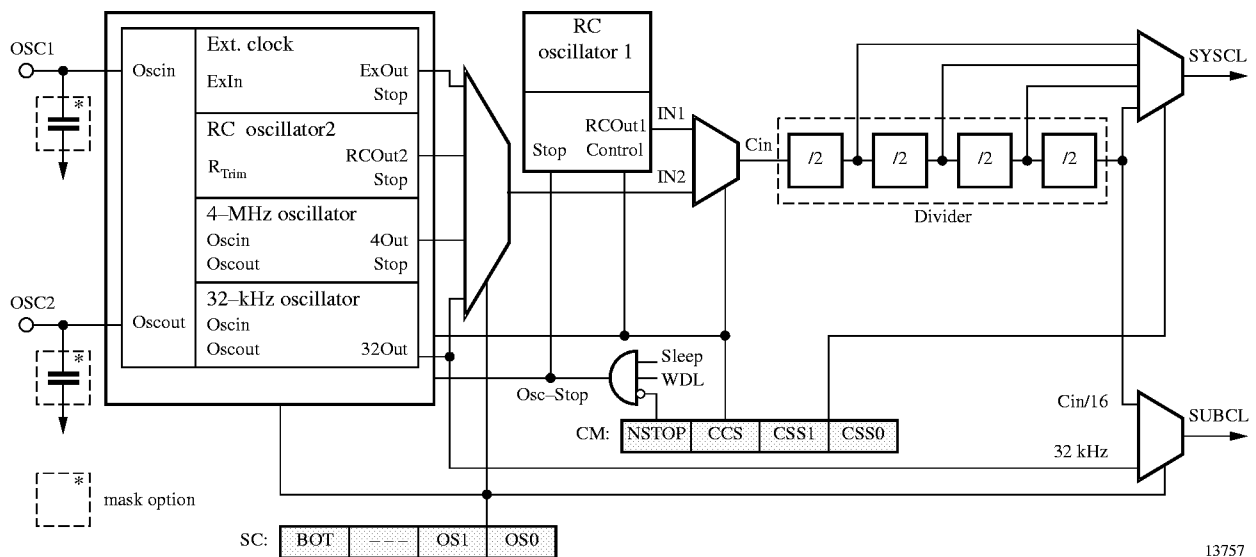 OSC1
Oscin
Ext. clock
ExIn
ExOut
Stop
RC oscillator2
R Trim
RCOut2
Stop
4–MHz oscillator
Oscin
4Out
Oscout
Stop
32–kHz oscillator
Oscin
Oscout
32Out
OSC2
Oscout
*
*
RC
oscillator 1
RCOut1
Stop
Control
IN1
IN2
Cin
/2
/2
/2
/2
Divider
SYSCL
Sleep
WDL
Osc–Stop
CM:
NSTOP
CCS
CSS1
CSS0
Cin/16
32 kHz
SUBCL
*
mask option
SC:
BOT
– – –
OS1
OS0
13757